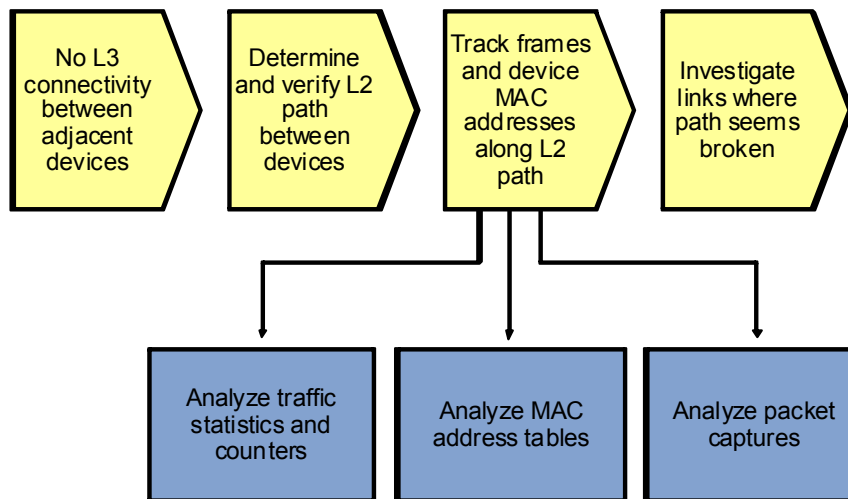 No L3
connectivity
between
adjacent
devices
Determine
and verify L2
path
between
devices
Track frames
and device
MAC
addresses
along L2
path
Investigate
links where
path seems
broken
Analyze traffic
statistics and
counters
Analyze MAC
address tables
Analyze packet
captures